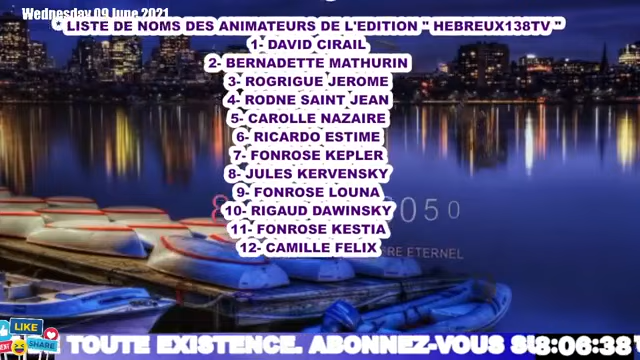 Wednesday 09 June 2021
* LISTE DE NOMS DES ANIMATEURS DE L'EDITION " HEBREUX138TV "
1- DAVID CIRAIL
2- BERNADETTE MATHURIN
3- ROGRIGUE JEROME
4- RODNE SAINT JEAN
5- CAROLLE NAZAIRE
6- RICARDO ESTIME
7- FONROSE KEPLER
8- JULES KERVENSKY
9- FONROSE LOUNA
10- RIGAUD DAWINSKY
050
11- FONROSE KESTIA
12- CAMILLE FELIX
ETERNEL
LIKE
SHARE
TOUTE EXISTENCE. ABONNEZ-VOUS
8:06:38